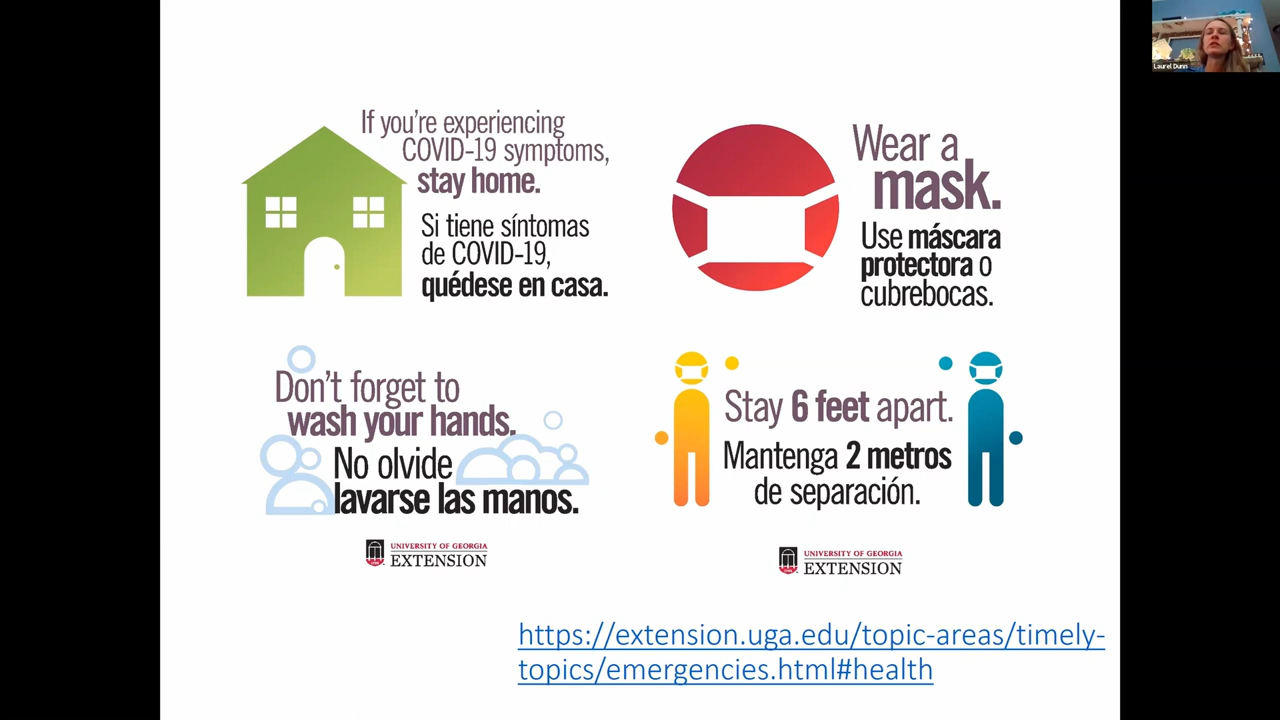 If you're experiencing
COVID-19 symptoms,
stay home.
Si tiene síntomas
de COVID-19,
quédese en casa.
Wear a
mask.
Use máscara
protectora o
cubrebocas.
Don't forget to
wash your hands.
No olvide
lavarse las manos.
Stay 6 feet apart.
Mantenga 2 metros
de separación.
UNIVERSITY OF GEORGIA
EXTENSION
UNIVERSITY OF GEORGIA
EXTENSION
https://extension.uga.edu/topic-areas/timely-
topics/emergencies.html#health
Laurel Dunn